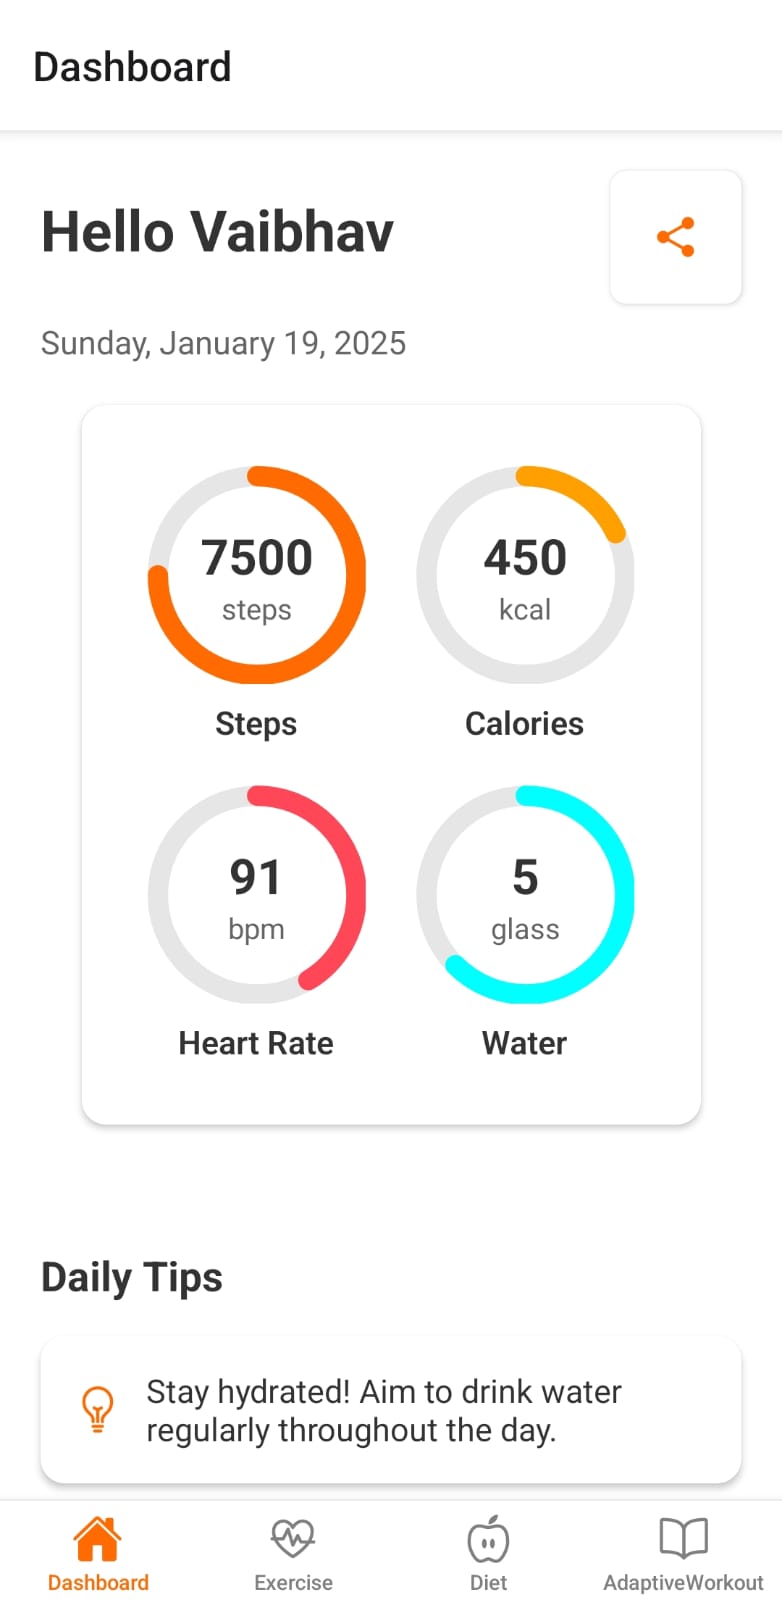 Dashboard
Hello Vaibhav
Sunday, January 19, 2025
7500
steps
Steps
450
kcal
Calories
91
bpm
Heart Rate
5
glass
Water
Daily Tips
Stay hydrated! Aim to drink water
regularly throughout the day.
Dashboard
Exercise
Diet
AdaptiveWorkout